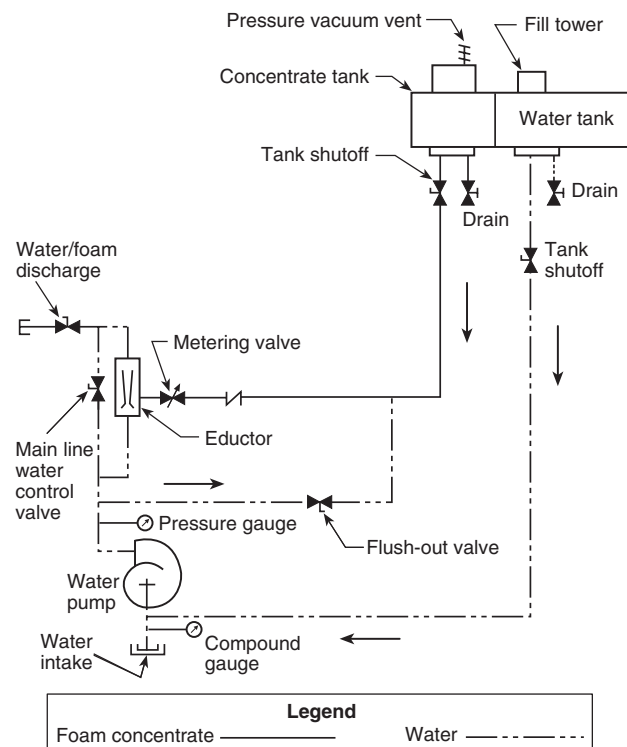 Pressure vacuum vent
Fill tower
Concentrate tank
Water tank
Tank shutoff
Drain
Drain
Tank
shutoff
Water/foam
discharge
Metering valve
Eductor
Main line
water
control
valve
Pressure gauge
Flush-out valve
Water
pump
Water
intake
Compound
gauge
Legend
Foam concentrate
Water